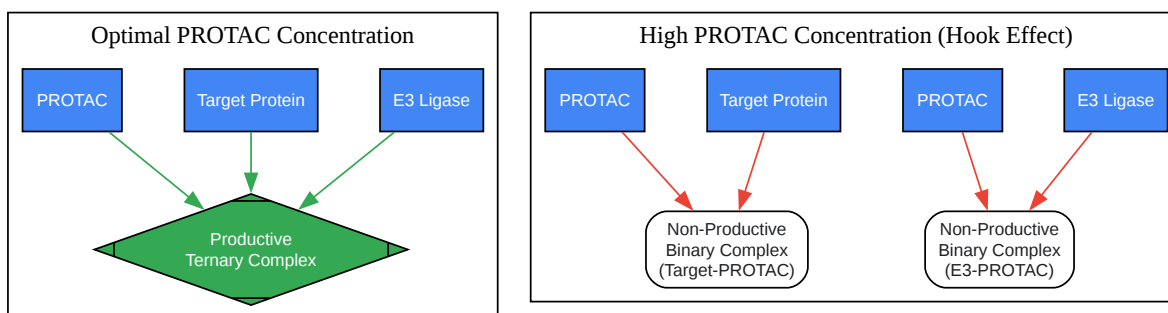 Optimal PROTAC Concentration
PROTAC
Target Protein
E3 Ligase
Productive
Ternary Complex
High PROTAC Concentration (Hook Effect)
PROTAC
Target Protein
PROTAC
E3 Ligase
Non-Productive
Binary Complex
(Target-PROTAC)
Non-Productive
Binary Complex
(E3-PROTAC)